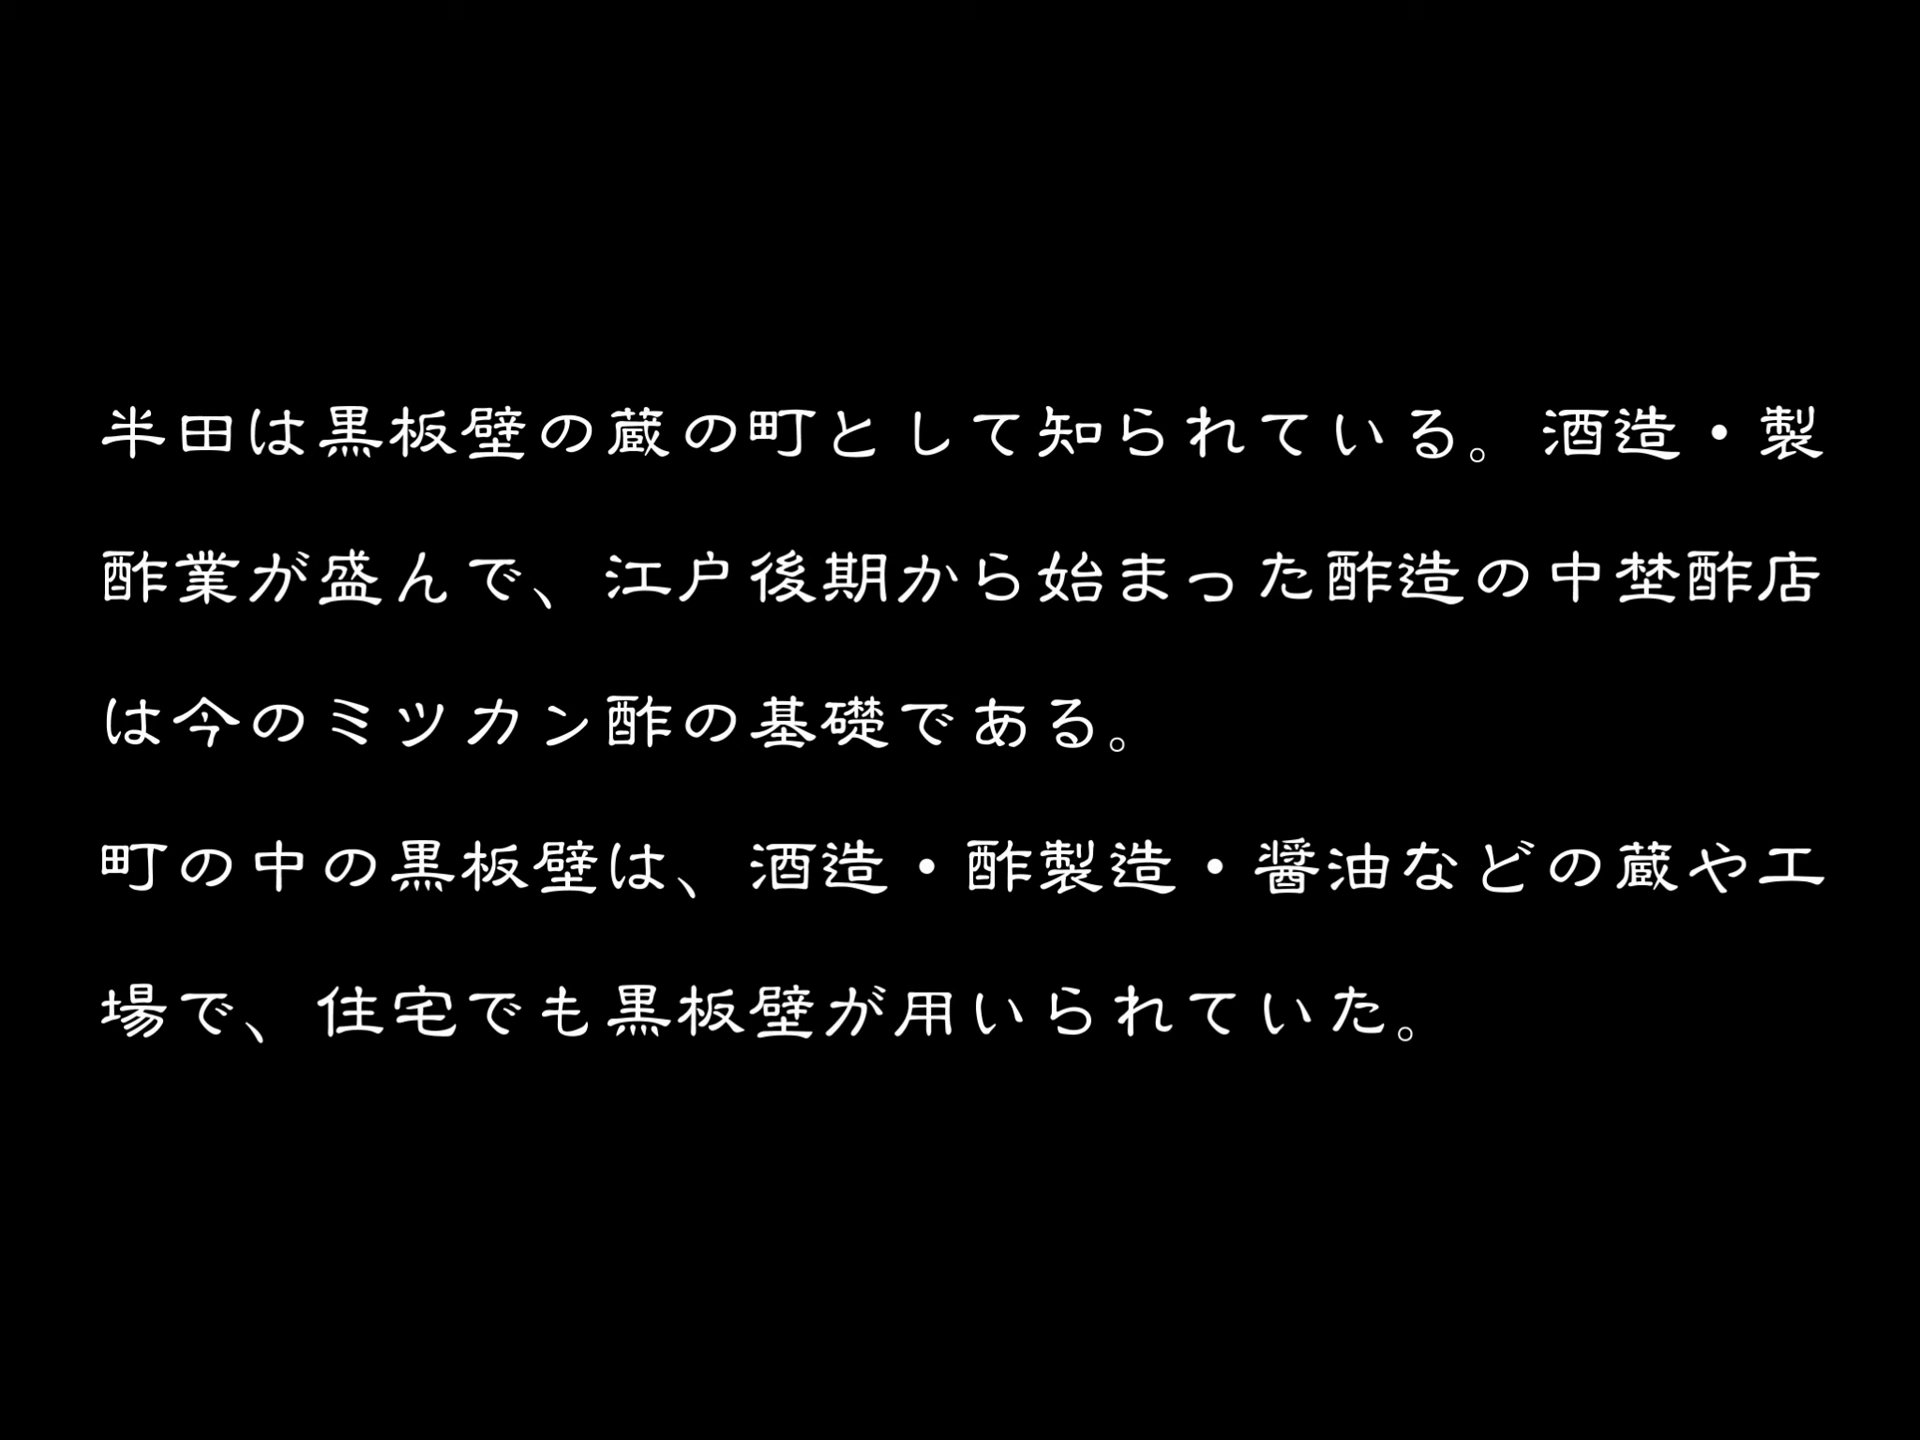 半田は黒板壁の蔵の町として知られている。酒造・製
酢業が盛んで、江戸後期から始まった酢造の中埜酢店
は今のミツカン酢の基礎である。
町の中の黒板壁は、酒造・酢製造・醤油などの蔵や工
場で、住宅でも黒板壁が用いられていた。